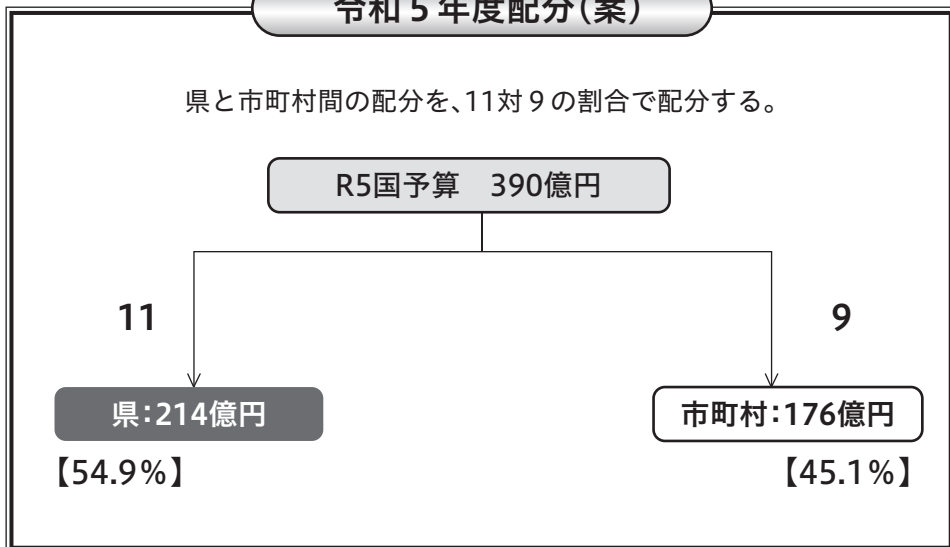 令和5年度配分（案）
県と市町村間の配分を、11対9の割合で配分する。
R5国予算　390億円
11
9
県：214億円
市町村：176億円
【54.9％】
【45.1％】